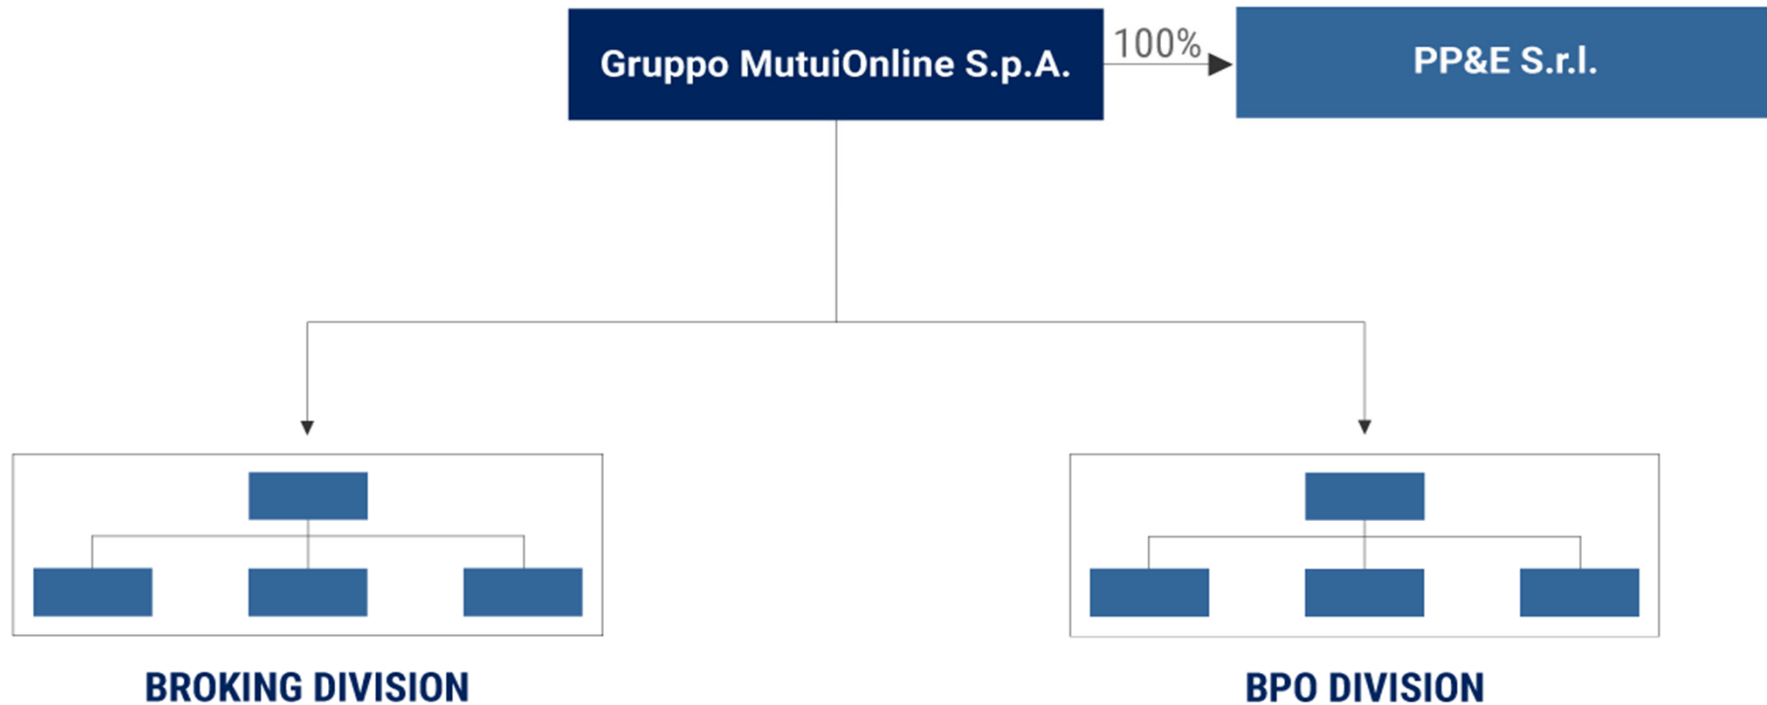 Gruppo MutuiOnline S.p.A.
100%
PP&E S.r.l.
BROKING DIVISION
BPO DIVISION